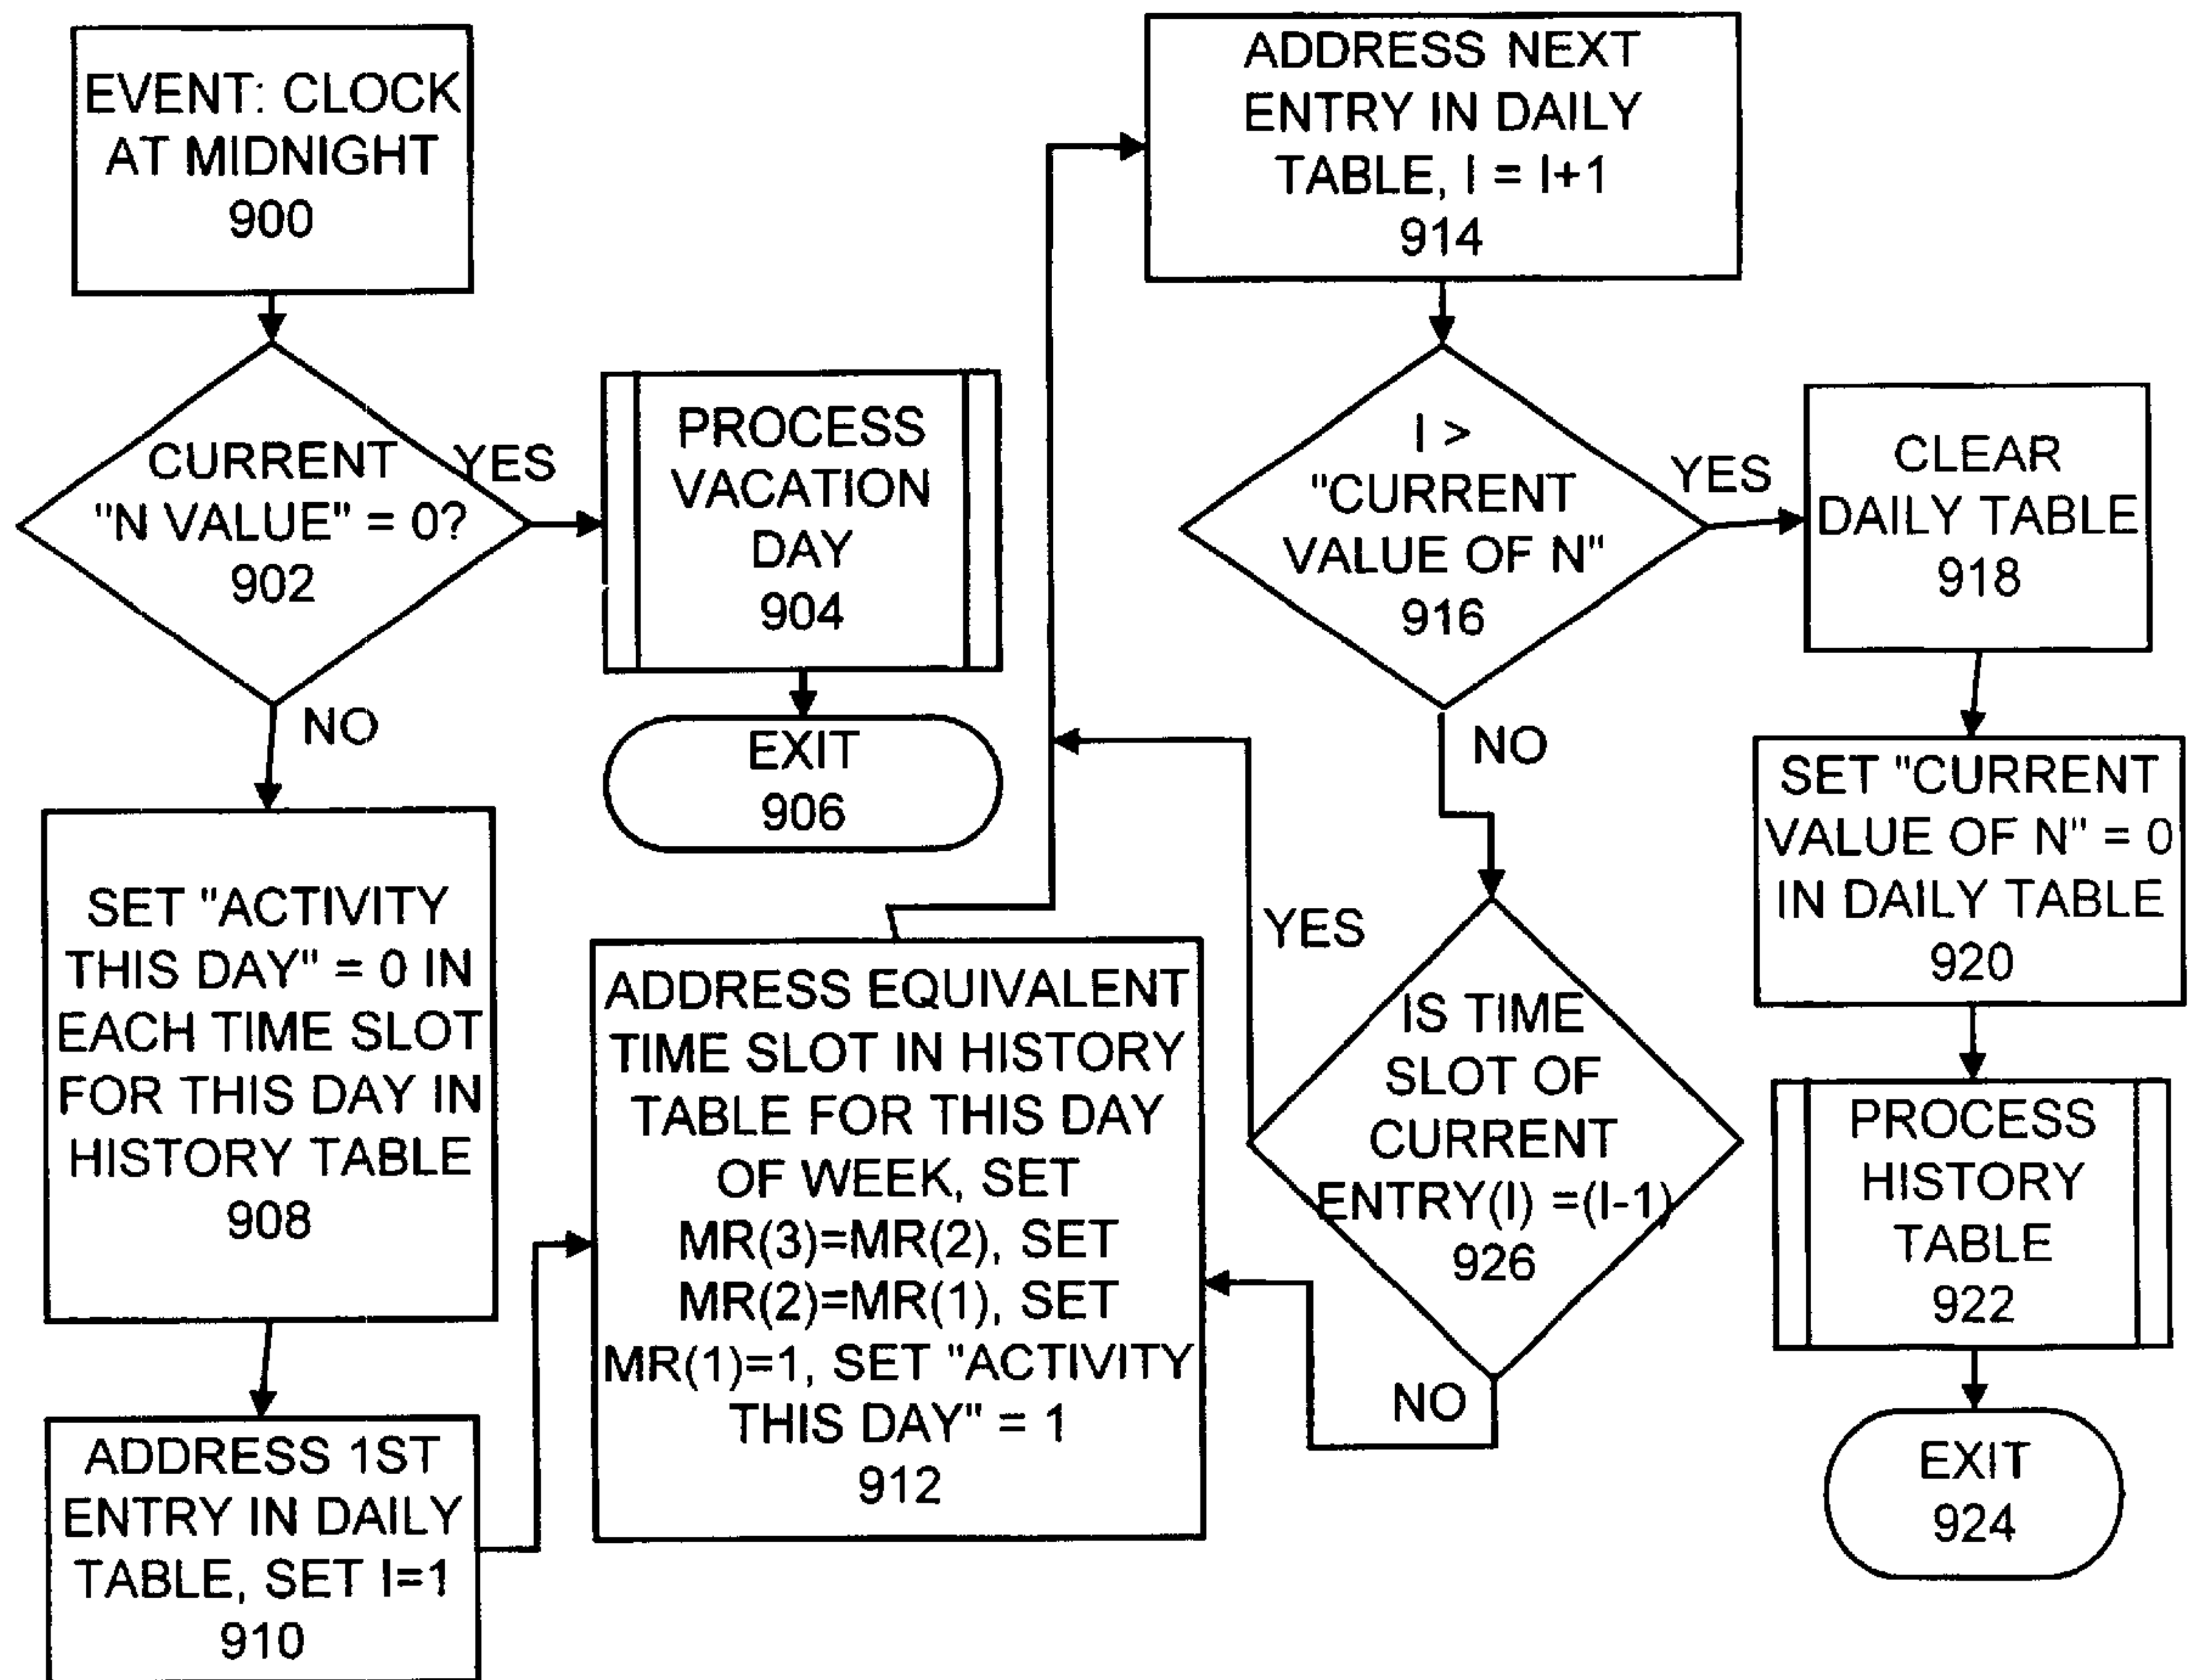 EVENT: CLOCK
AT MIDNIGHT
900
CURRENT
"N VALUE" = 0?
902
YES
NO
PROCESS
VACATION
DAY
904
EXIT
906
SET "ACTIVITY
THIS DAY" = 0 IN
EACH TIME SLOT
FOR THIS DAY IN
HISTORY TABLE
908
ADDRESS 1ST
ENTRY IN DAILY
TABLE, SET I=1
910
ADDRESS EQUIVALENT
TIME SLOT IN HISTORY
TABLE FOR THIS DAY
OF WEEK, SET
MR(3)=MR(2), SET
MR(2)=MR(1), SET
MR(1)=1, SET "ACTIVITY
THIS DAY" = 1
912
ADDRESS NEXT
ENTRY IN DAILY
TABLE, I = I+1
914
I >
"CURRENT
VALUE OF N"
916
YES
NO
CLEAR
DAILY TABLE
918
SET "CURRENT
VALUE OF N" = 0
IN DAILY TABLE
920
PROCESS
HISTORY
TABLE
922
EXIT
924
IS TIME
SLOT OF
CURRENT
ENTRY(I) =(I-1)
926
YES
NO